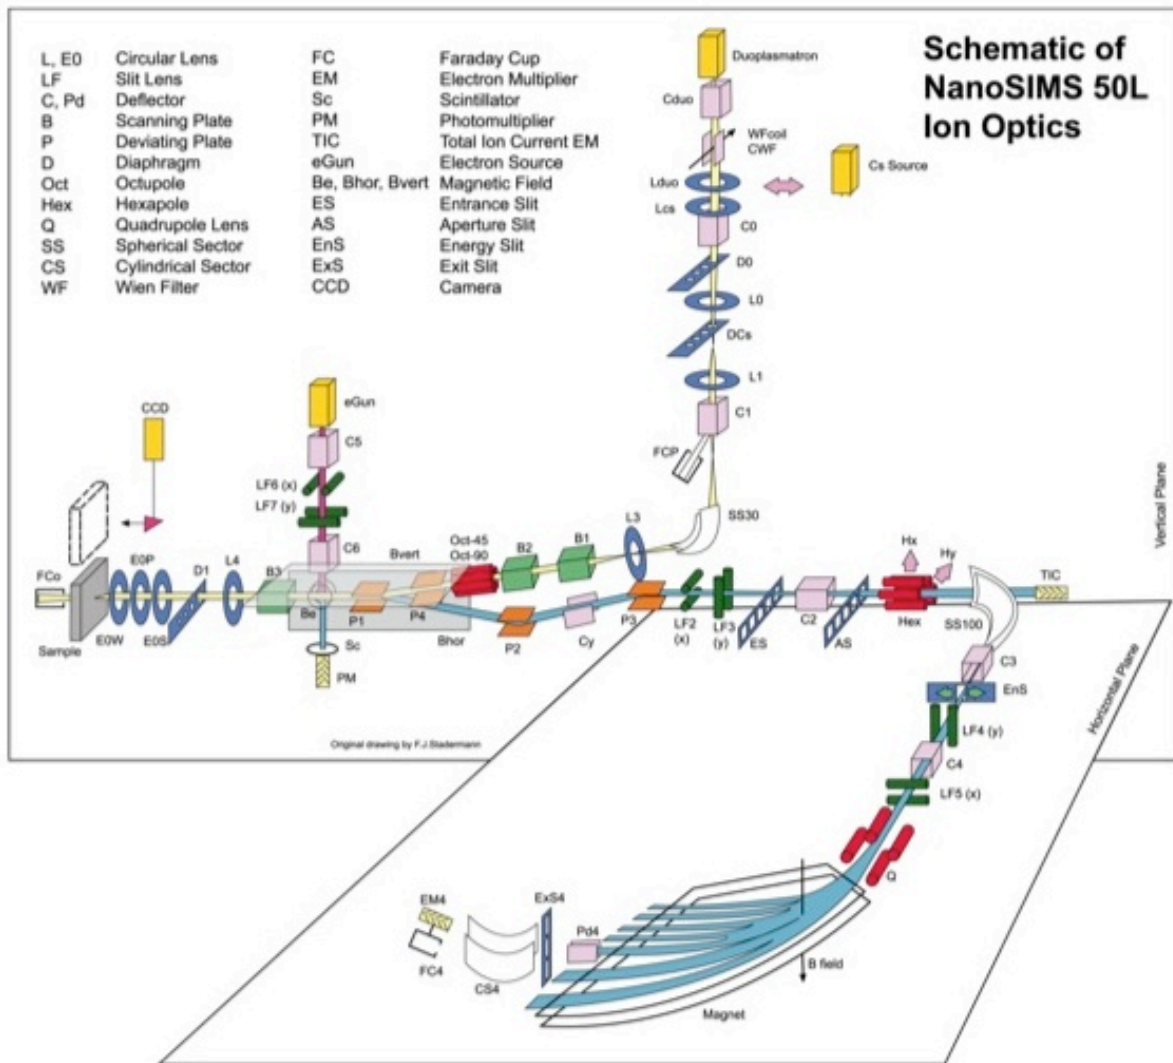 Schematic of
NanoSIMS 50L
Ion Optics
L, E0 Circular Lens
LF Slit Lens
C, Pd Deflector
B Scanning Plate
P Deviating Plate
D Diaphragm
Oct Octupole
Hex Hexapole
Q Quadrupole Lens
SS Spherical Sector
CS Cylindrical Sector
WF Wien Filter
FC Faraday Cup
EM Electron Multiplier
Sc Scintillator
PM Photomultiplier
TIC Total Ion Current EM
eGun Electron Source
Be, Bhor, Bvert Magnetic Field
ES Entrance Slit
AS Aperture Slit
EnS Energy Slit
ExS Exit Slit
CCD Camera
Duoplasmatron
Cduo
WFcoil
CWF
Cs Source
Lduo
Lcs
C0
D0
L0
DCs
L1
C1
FCP
SS30
CCD
eGun
C5
LF6 (x)
LF7 (y)
C6
Bvert
Oct-45
Oct-90
B2
B1
L3
FCo
Sample
E0W
E0P
E0S
D1
L4
B3
Be
P1
P4
Bhor
Sc
PM
P2
Cy
P3
LF2
(x)
LF3
(y)
ES
C2
AS
Hx
Hy
Hex
TIC
SS100
C3
EnS
LF4 (y)
C4
LF5 (x)
Q
Vertical Plane
Horizontal Plane
Original drawing by F.J.Stadermann
EM4
FC4
CS4
ExS4
Pd4
B field
Magnet